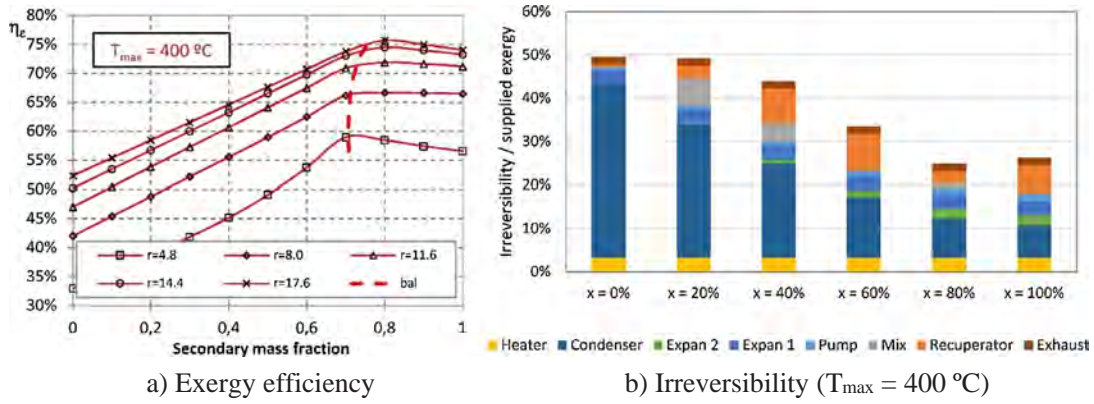 ηε
80%
75%
70%
65%
60%
55%
50%
45%
40%
35%
30%
Tmax = 400 ºC
r=4.8 r=8.0 r=11.6
r=14.4 r=17.6 bal
0 0,2 0,4 0,6 0,8 1
Secondary mass fraction
a) Exergy efficiency
Irreversibility / supplied exergy
60%
50%
40%
30%
20%
10%
0%
x = 0% x = 20% x = 40% x = 60% x = 80% x = 100%
Heater Condenser Expan 2 Expan 1 Pump Mix Recuperator Exhaust
b) Irreversibility (Tmax = 400 ºC)